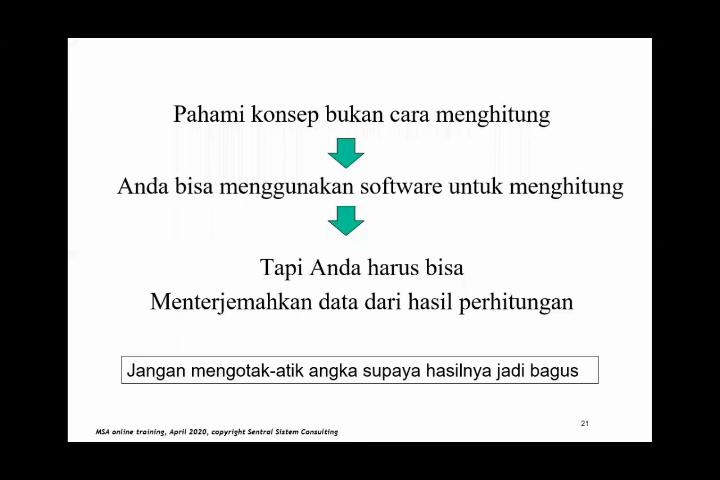 Pahami konsep bukan cara menghitung
Anda bisa menggunakan software untuk menghitung
Tapi Anda harus bisa
Menterjemahkan data dari hasil perhitungan
Jangan mengotak-atik angka supaya hasilnya jadi bagus
21
MSA online training, April 2020, copyright Sentral Sistem Consulting